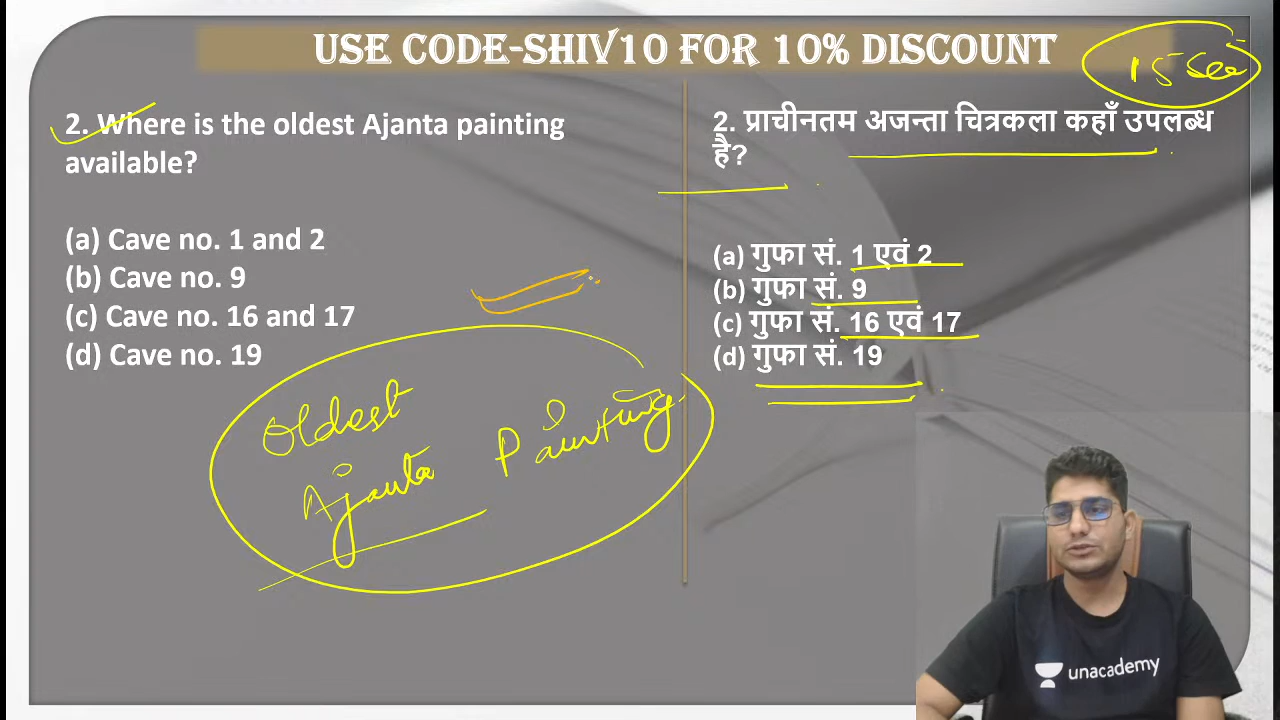 USE CODE-SHIV10 FOR 10% DISCOUNT
15 Sec
2. Where is the oldest Ajanta painting
available?
(a) Cave no. 1 and 2
(b) Cave no. 9
(c) Cave no. 16 and 17
(d) Cave no. 19
Oldest
Ajanta Painting
2. प्राचीनतम अजन्ता चित्रकला कहाँ उपलब्ध
है?
(a) गुफा सं. 1 एवं 2
(b) गुफा सं. 9
(c) गुफा सं. 16 एवं 17
(d) गुफा सं. 19
unacademy